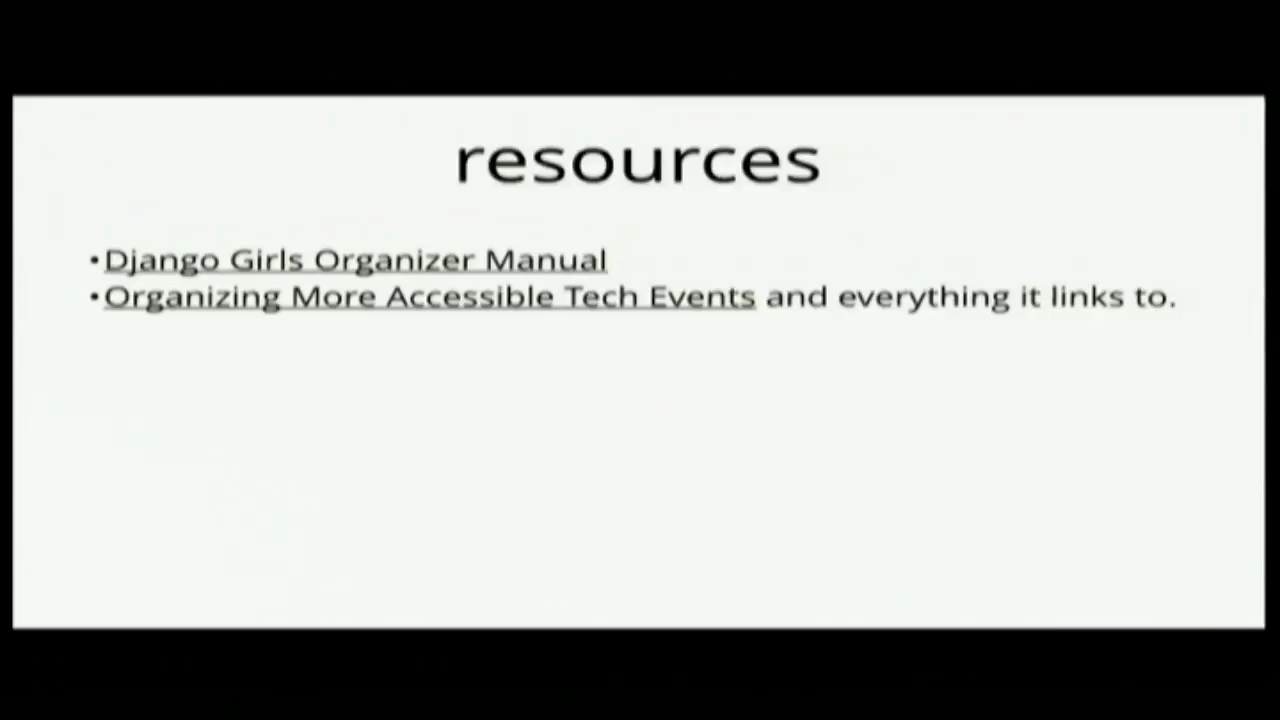 resources
•Django Girls Organizer Manual
•Organizing More Accessible Tech Events and everything it links to.